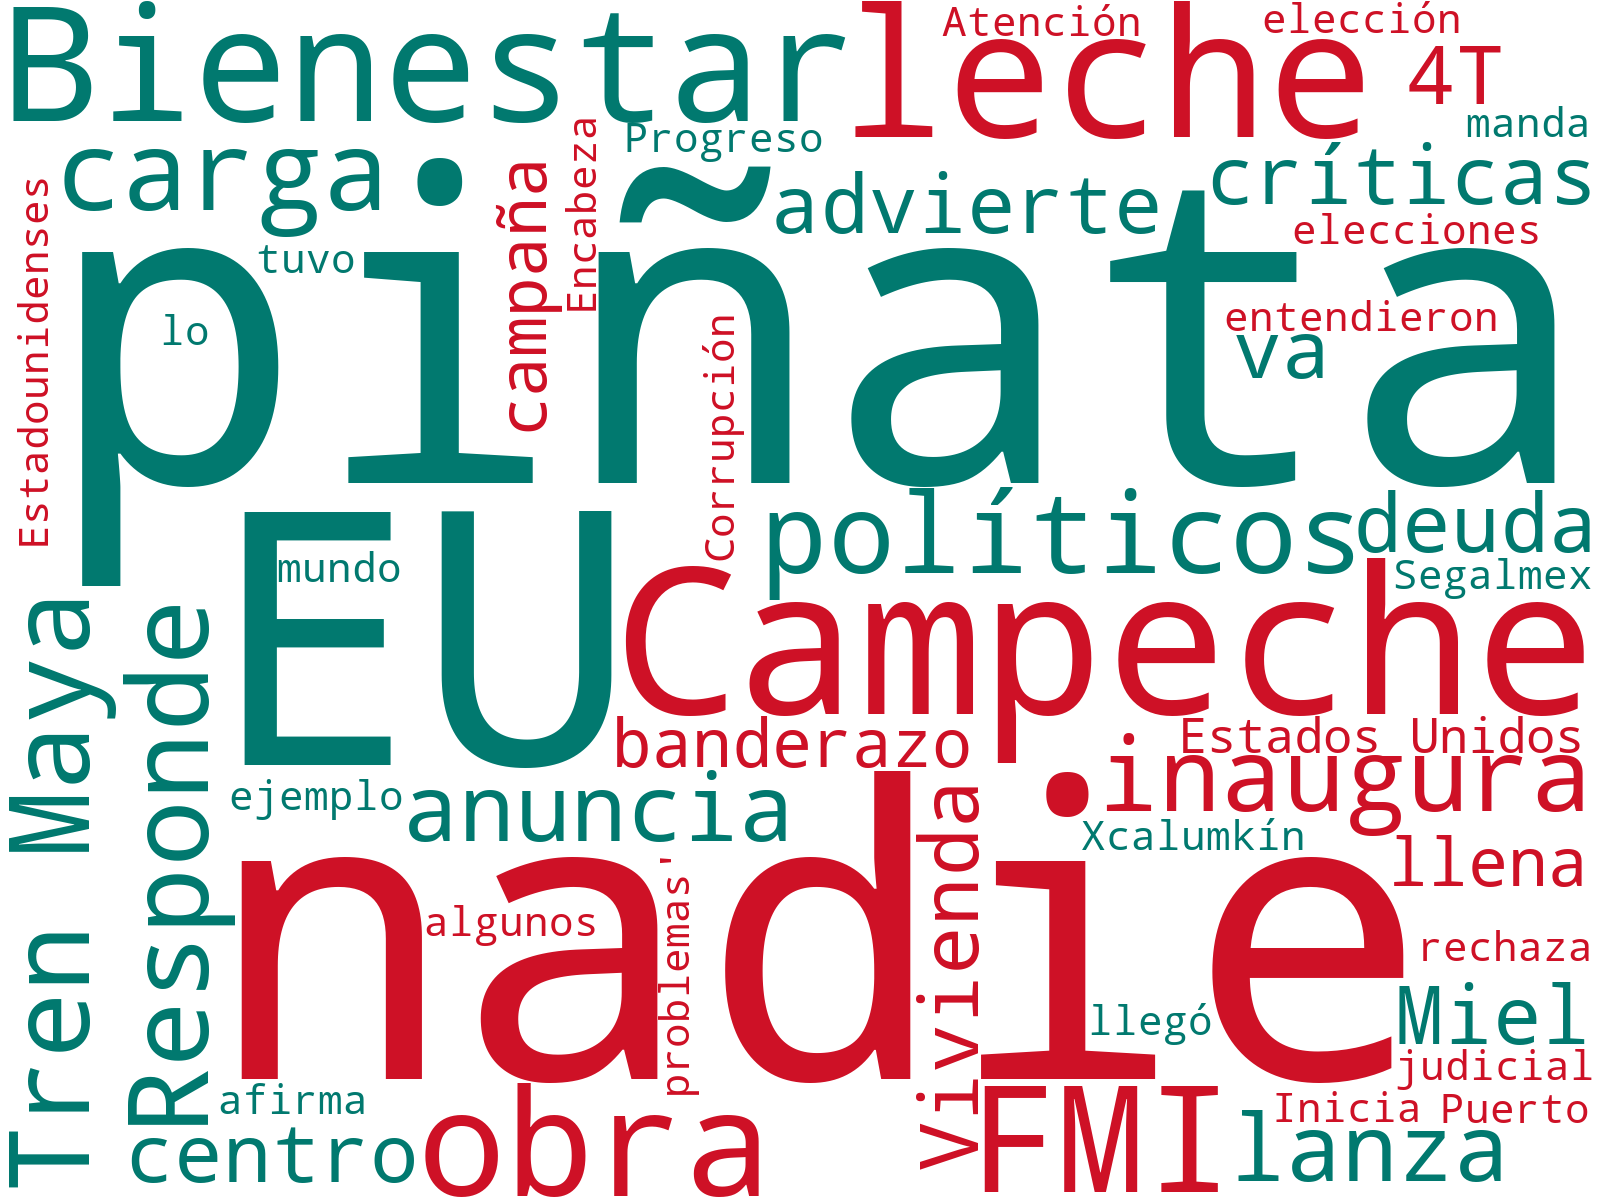 Bienestar
leche
Atención
elección
4T
manda
carga
Progreso
críticas
advierte
Encabeza
campaña
Estadounidenses
elecciones
piñata
tuvo
lo
entendieron
va
Corrupción
políticos
deuda
EU
mundo
Segalmex
Campeche
Tren Maya
Responde
banderazo
Estados Unidos
inaugura
ejemplo
anuncia
Xcalumkín
Vivienda
llena
nadie
algunos
problemas'
rechaza
Miel
llegó
judicial
afirma
centro
obra
FMI
Inicia
Puerto
lanza